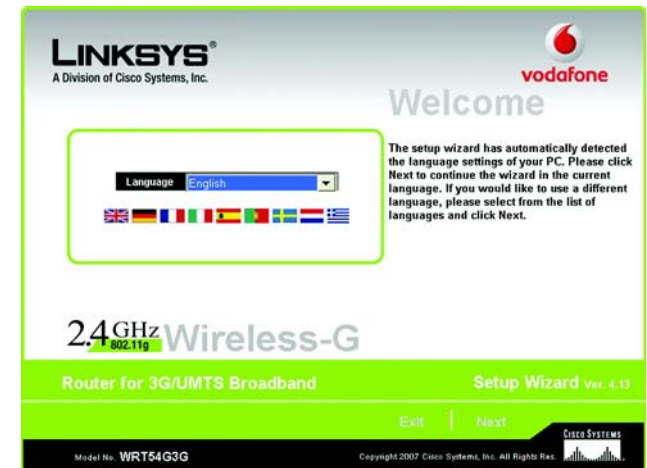 LINKSYS®
A Division of Cisco Systems, Inc.
vodafone
Welcome
The setup wizard has automatically detected
the language settings of your PC. Please click
Next to continue the wizard in the current
language. If you would like to use a different
language, please select from the list of
languages and click Next.
Language English
2.4 GHz
802.11g
Wireless-G
Router for 3G/UMTS Broadband
Setup Wizard Ver. 4.13
Exit | Next
CISCO SYSTEMS
Model No. WRT54G3G
Copyright 2007 Cisco Systems, Inc. All Rights Res.